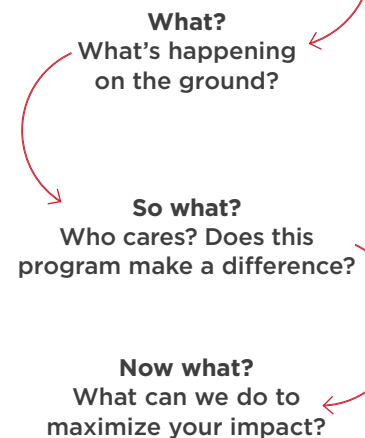 What?
What’s happening
on the ground?
So what?
Who cares? Does this
program make a difference?
Now what?
What can we do to
maximize your impact?